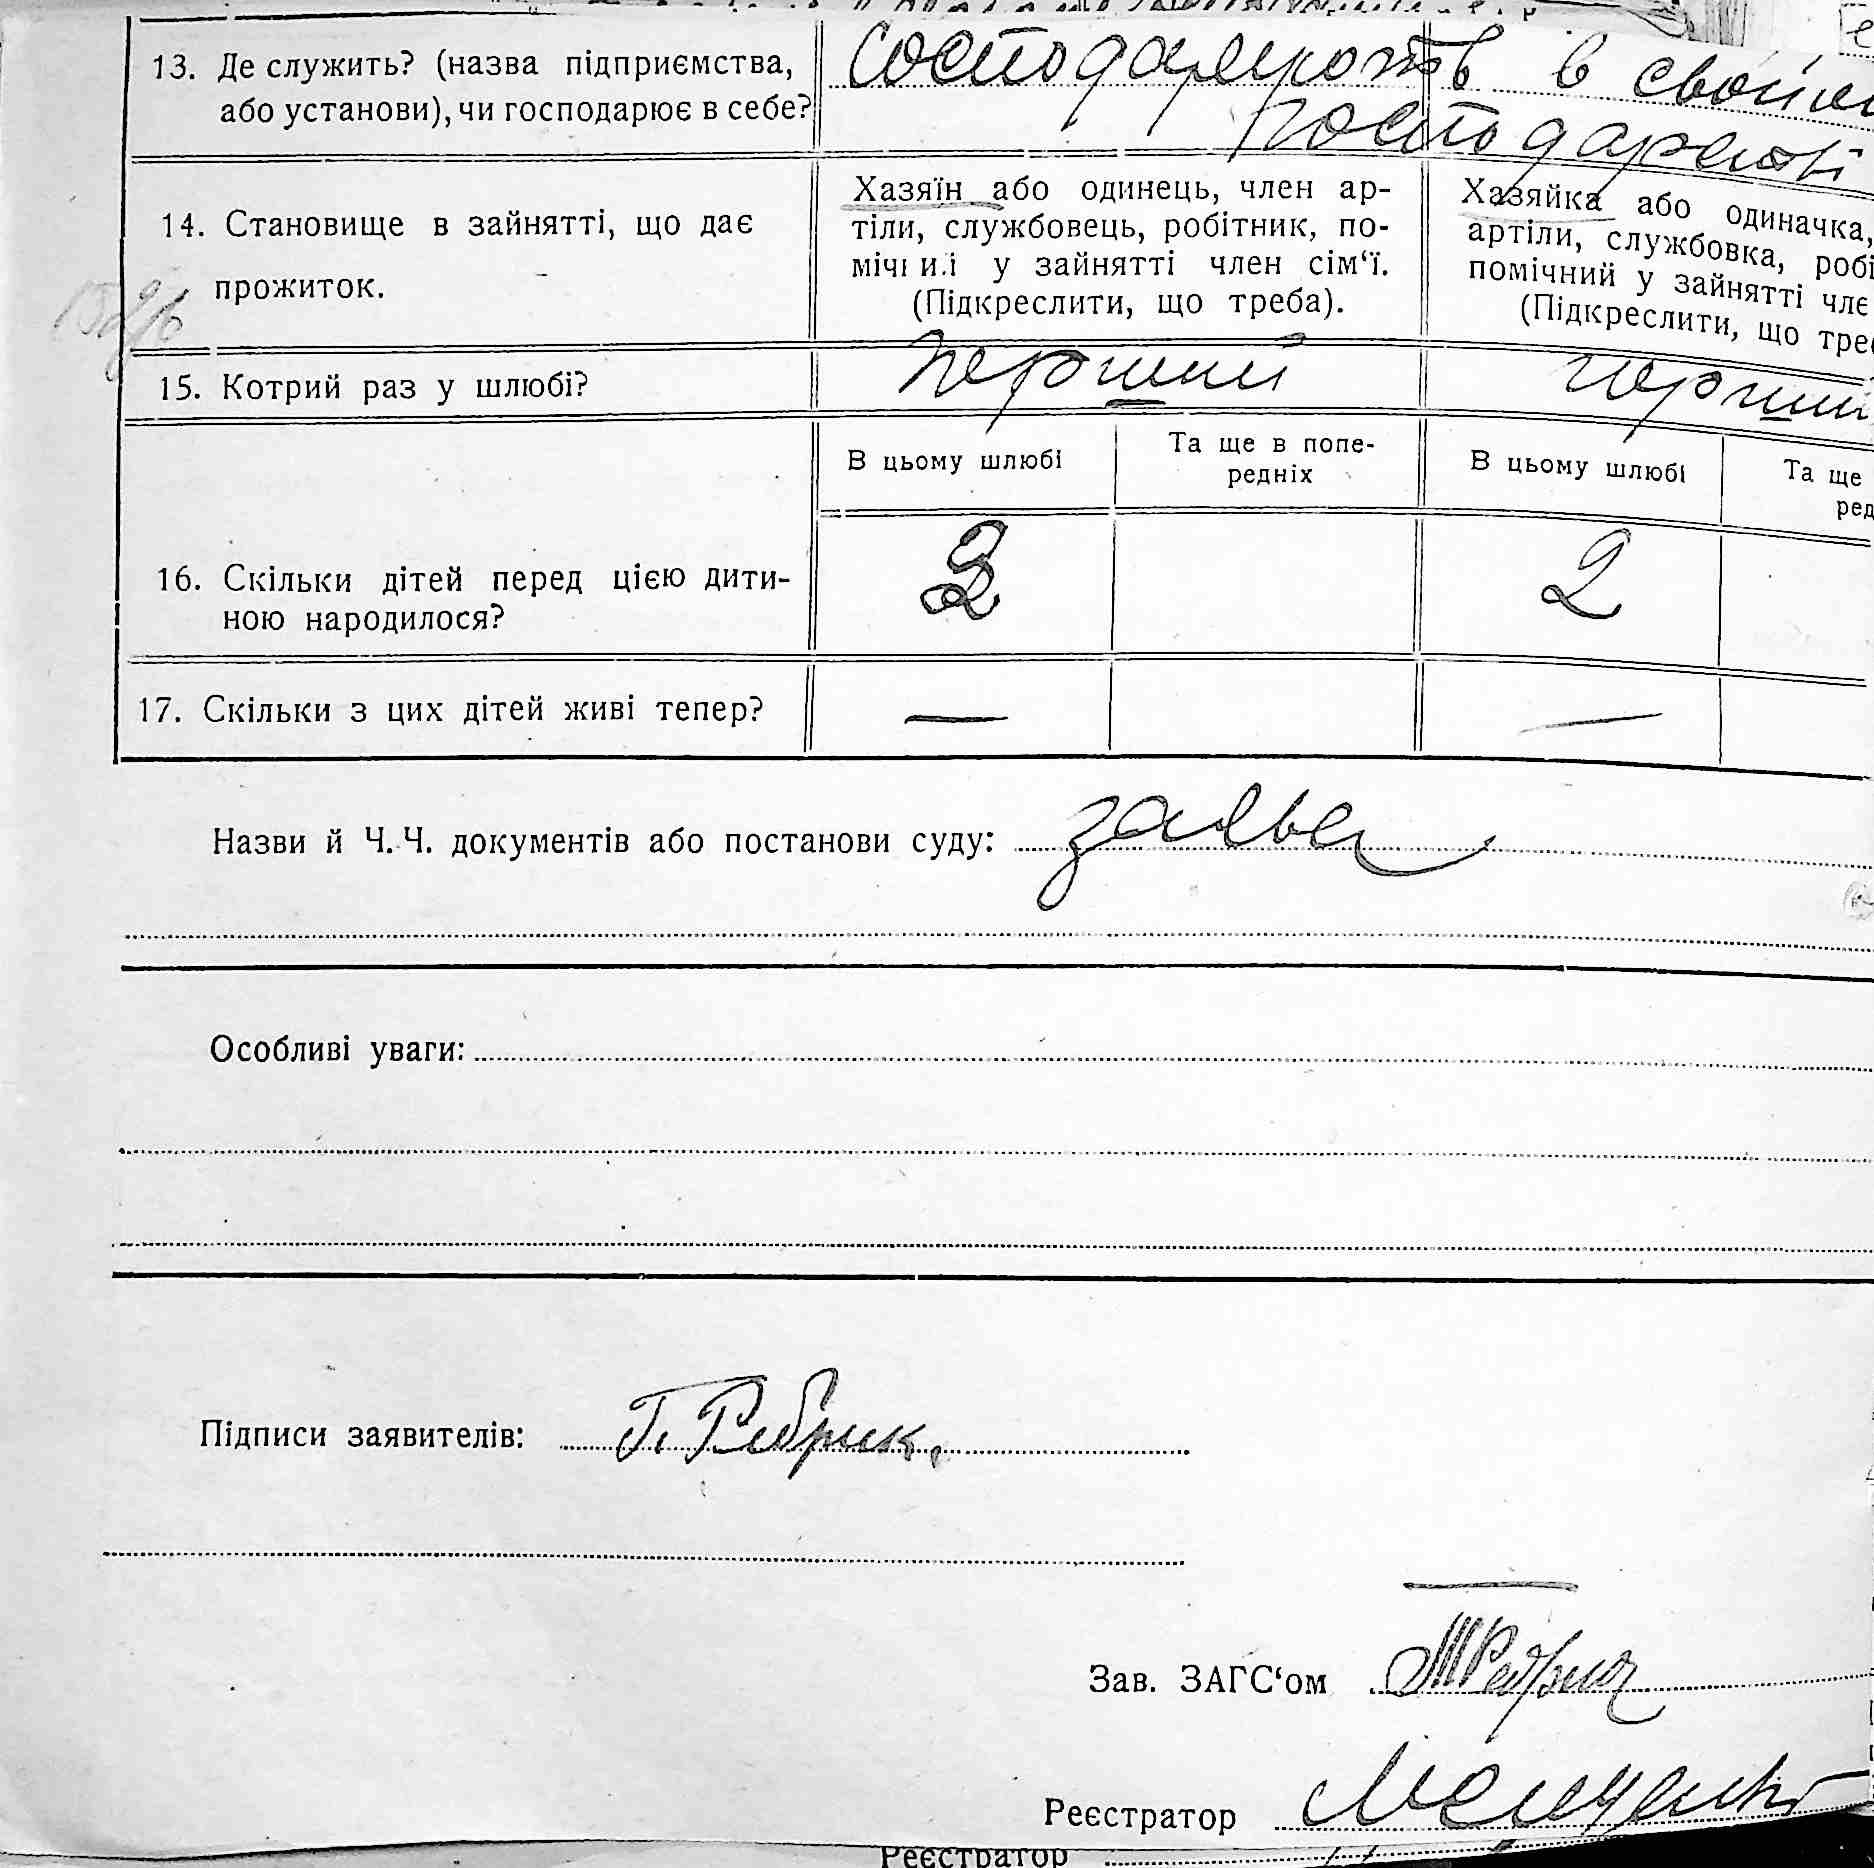 13. Де служить? (назва підприємства, або установи), чи господарює в себе?
в своїм
господарстві
14. Становище в зайнятті, що дає прожиток.
Хазяїн або одинець, член ар-
тіли, службовець, робітник, по-
мічний у зайнятті член сім‘ї.
(Підкреслити, що треба).
Хазяйка або одиначка,
артіли, службовка, робі
помічний у зайнятті чле
(Підкреслити, що тре
15. Котрий раз у шлюбі?
перший
перший
В цьому шлюбі
Та ще в попе-
редніх
В цьому шлюбі
Та ще
ред
16. Скільки дітей перед цією дити-
ною народилося?
2
17. Скільки з цих дітей живі тепер?
—
—
Назви й Ч.Ч. документів або постанови суду: заява
Особливі уваги:
Підписи заявителів: Г. Ребрик.
Зав. ЗАГС‘ом
Реєстратор
Реєстратор